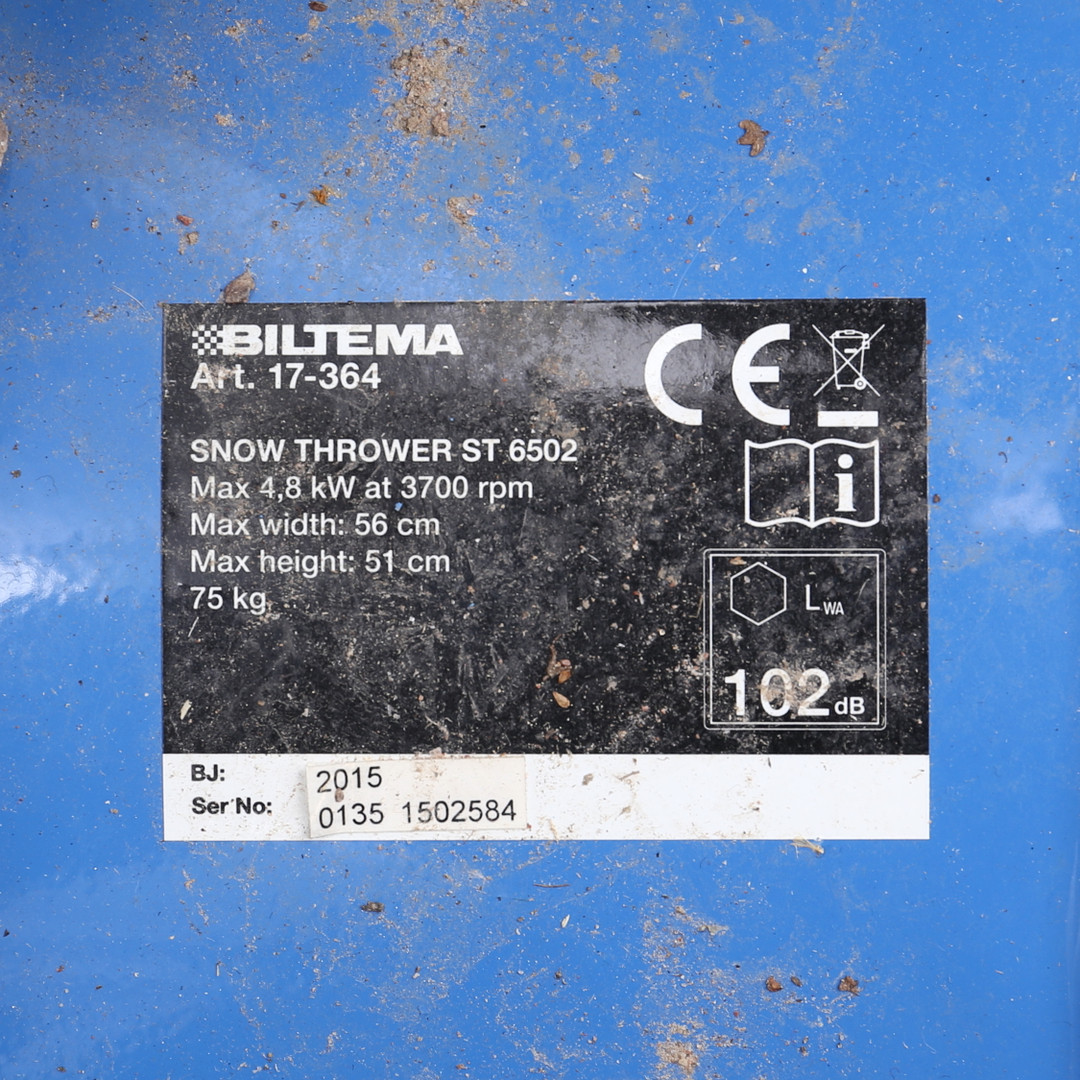 BILTEMA
Art. 17-364
SNOW THROWER ST 6502
Max 4,8 kW at 3700 rpm
Max width: 56 cm
Max height: 51 cm
75 kg
CE
i
LWA
102 dB
BJ: 2015
Ser No: 0135 1502584